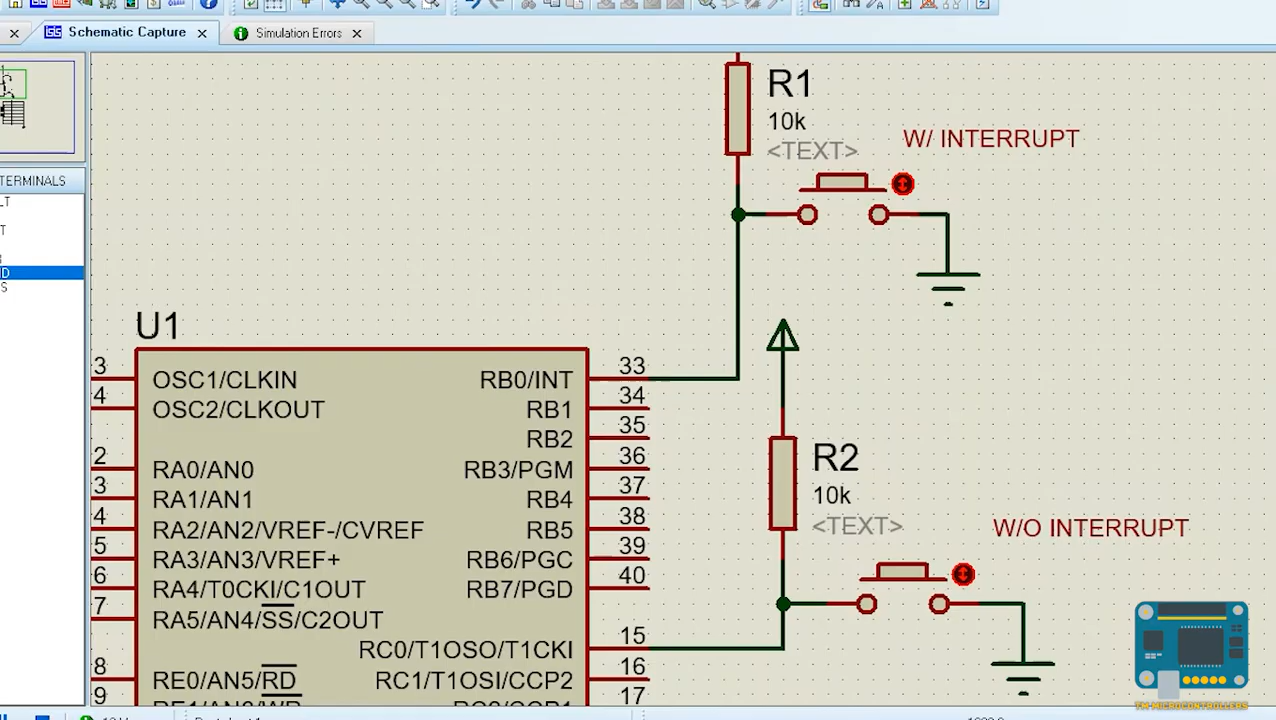 Schematic Capture
Simulation Errors
TERMINALS
R1
10k
<TEXT>
W/ INTERRUPT
U1
3 OSC1/CLKIN RB0/INT 33
4 OSC2/CLKOUT RB1 34
RB2 35
2 RA0/AN0 RB3/PGM 36
3 RA1/AN1 RB4 37
4 RA2/AN2/VREF-/CVREF RB5 38
5 RA3/AN3/VREF+ RB6/PGC 39
6 RA4/T0CKI/C1OUT RB7/PGD 40
7 RA5/AN4/SS/C2OUT
RC0/T1OSO/T1CKI 15
8 RE0/AN5/RD RC1/T1OSI/CCP2 16
9 17
R2
10k
<TEXT>
W/O INTERRUPT
TM MICROCONTROLLERS